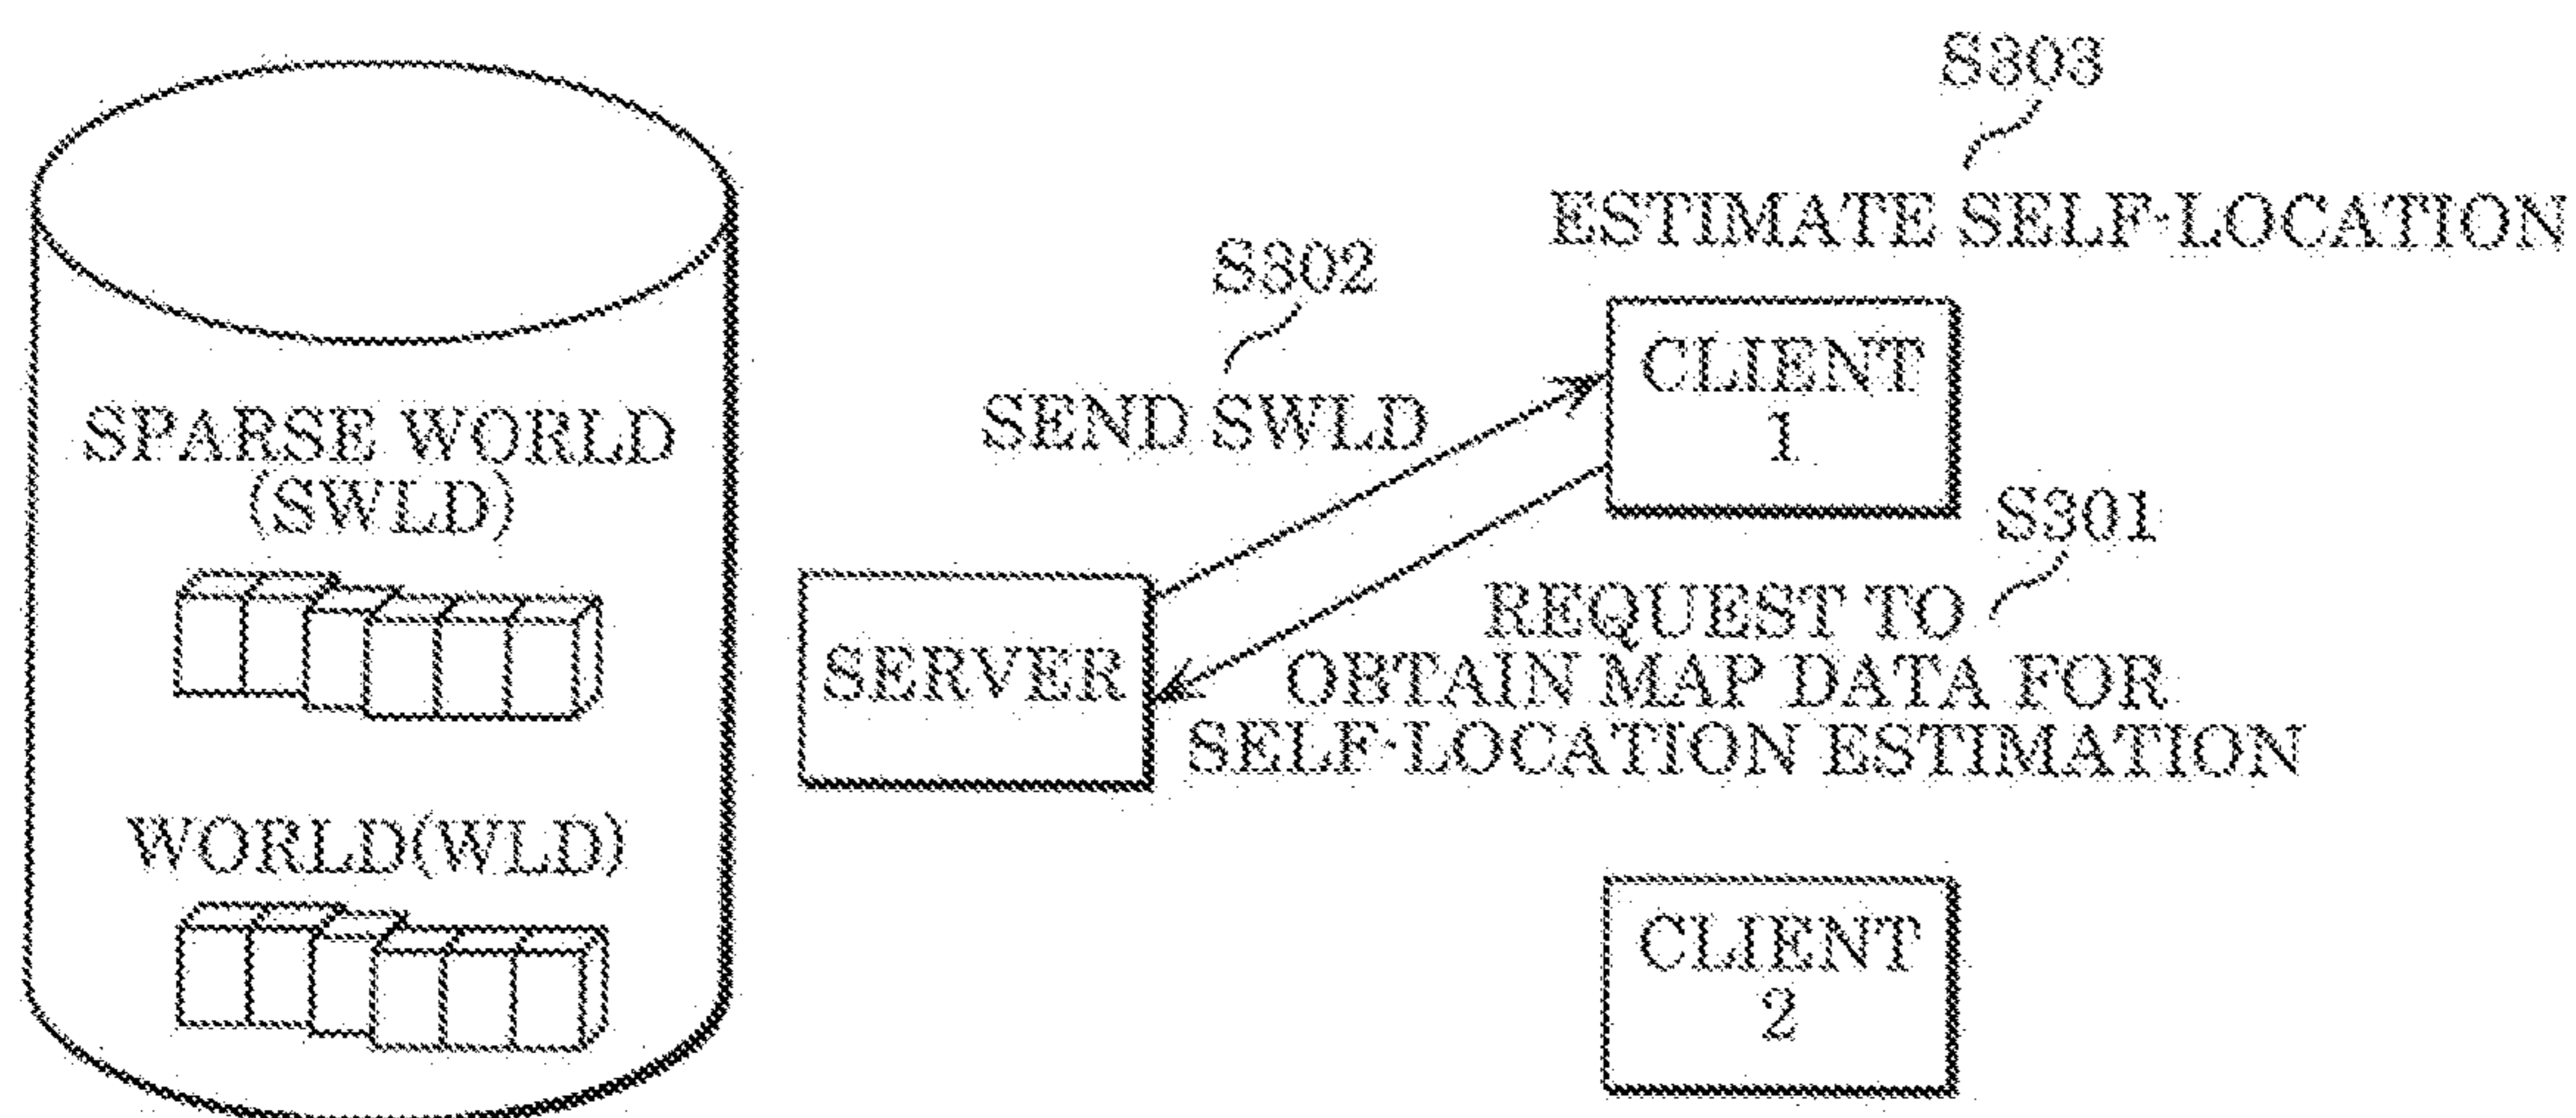 S303
ESTIMATE SELF-LOCATION
S302
SEND SWLD
CLIENT
1
S301
REQUEST TO
OBTAIN MAP DATA FOR
SELF-LOCATION ESTIMATION
SERVER
SPARSE WORLD
(SWLD)
WORLD(WLD)
CLIENT
2